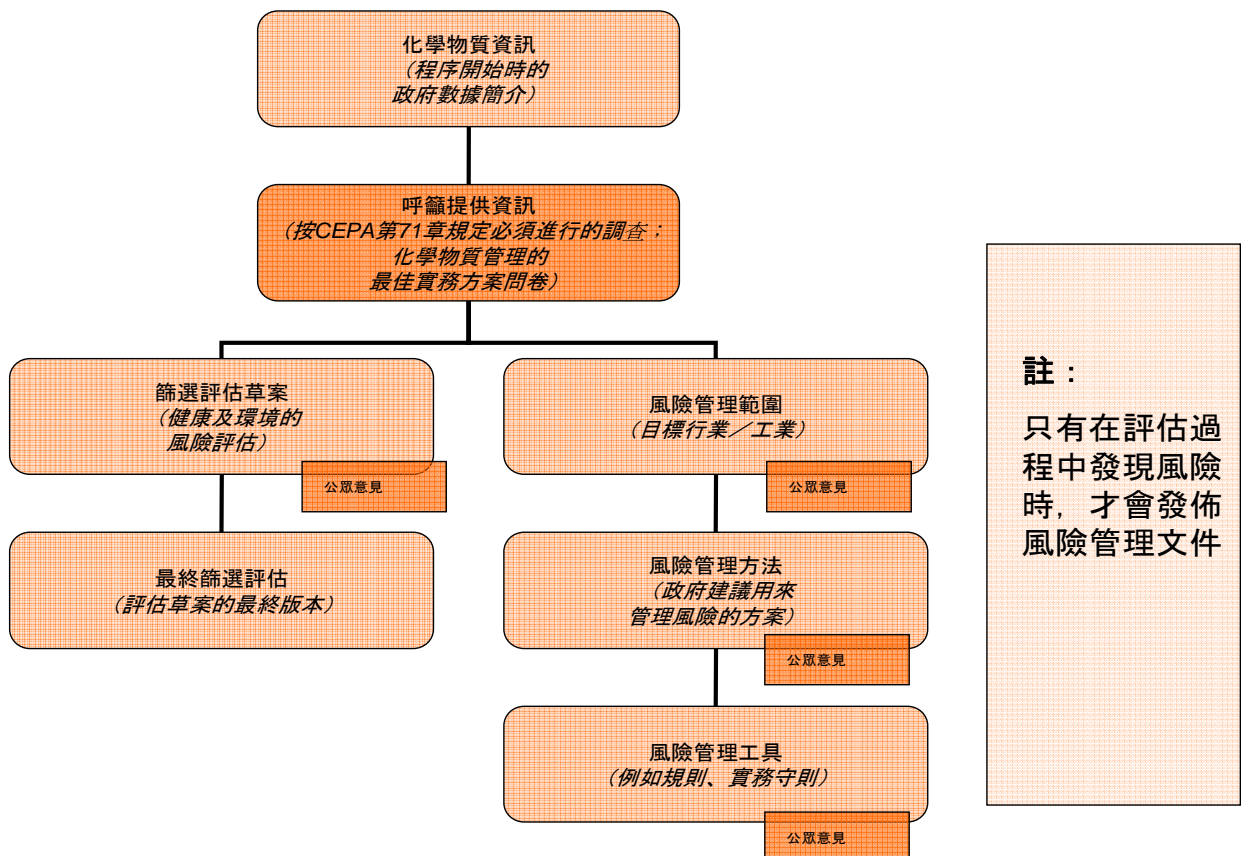 化學物質資訊
(程序開始時的
政府數據簡介)
呼籲提供資訊
(按CEPA第71章規定必須進行的調查；
化學物質管理的
最佳實務方案問卷)
篩選評估草案
(健康及環境的
風險評估)
公眾意見
風險管理範圍
(目標行業／工業)
公眾意見
最終篩選評估
(評估草案的最終版本)
風險管理方法
(政府建議用來
管理風險的方案)
公眾意見
風險管理工具
(例如規則、實務守則)
公眾意見
註：
只有在評估過
程中發現風險
時，才會發佈
風險管理文件